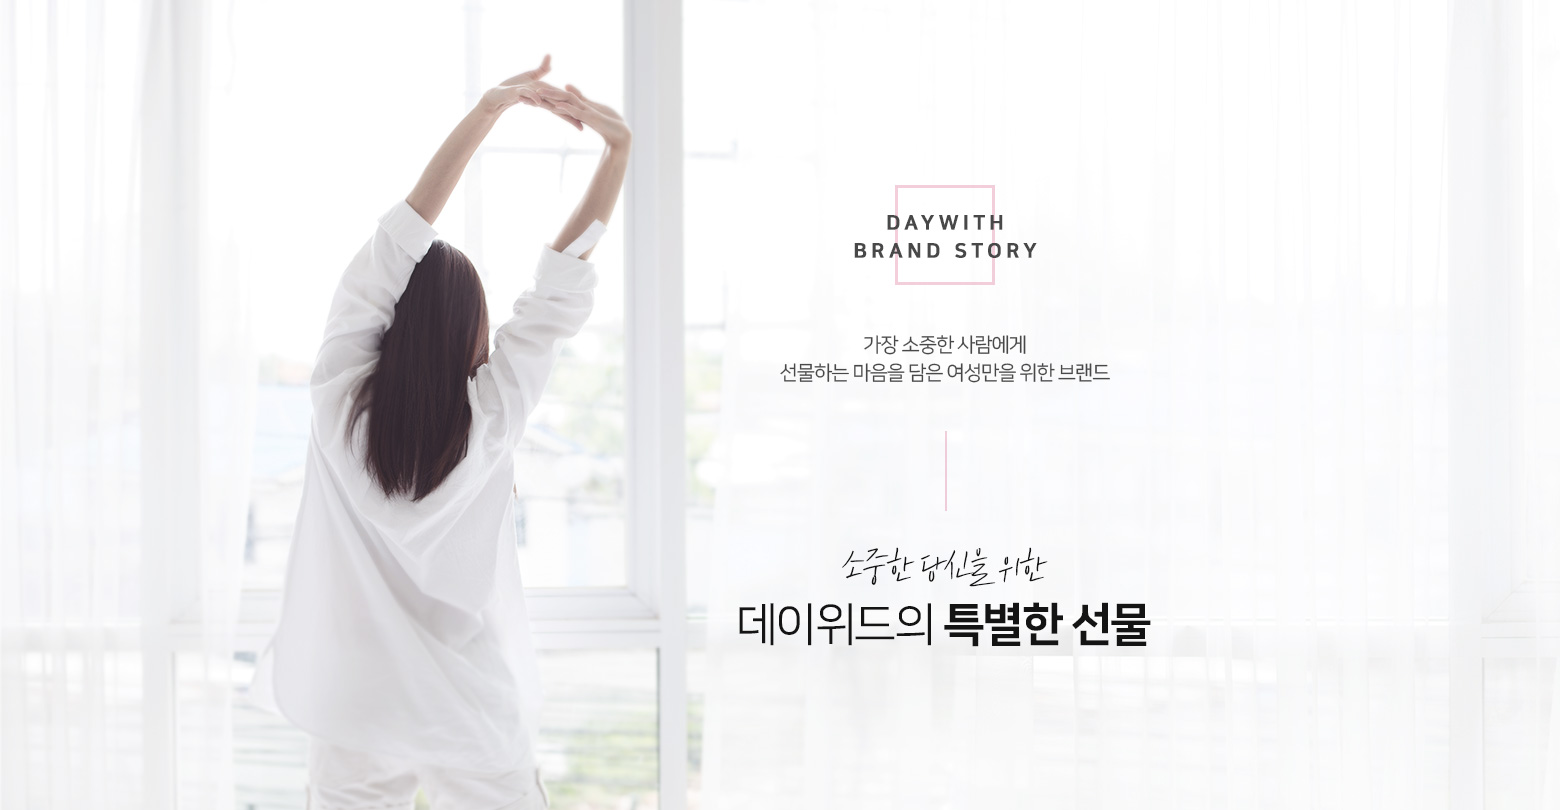 DAYWITH
BRAND STORY
가장 소중한 사람에게
선물하는 마음을 담은 여성만을 위한 브랜드
소중한 당신을 위한
데이위드의 특별한 선물